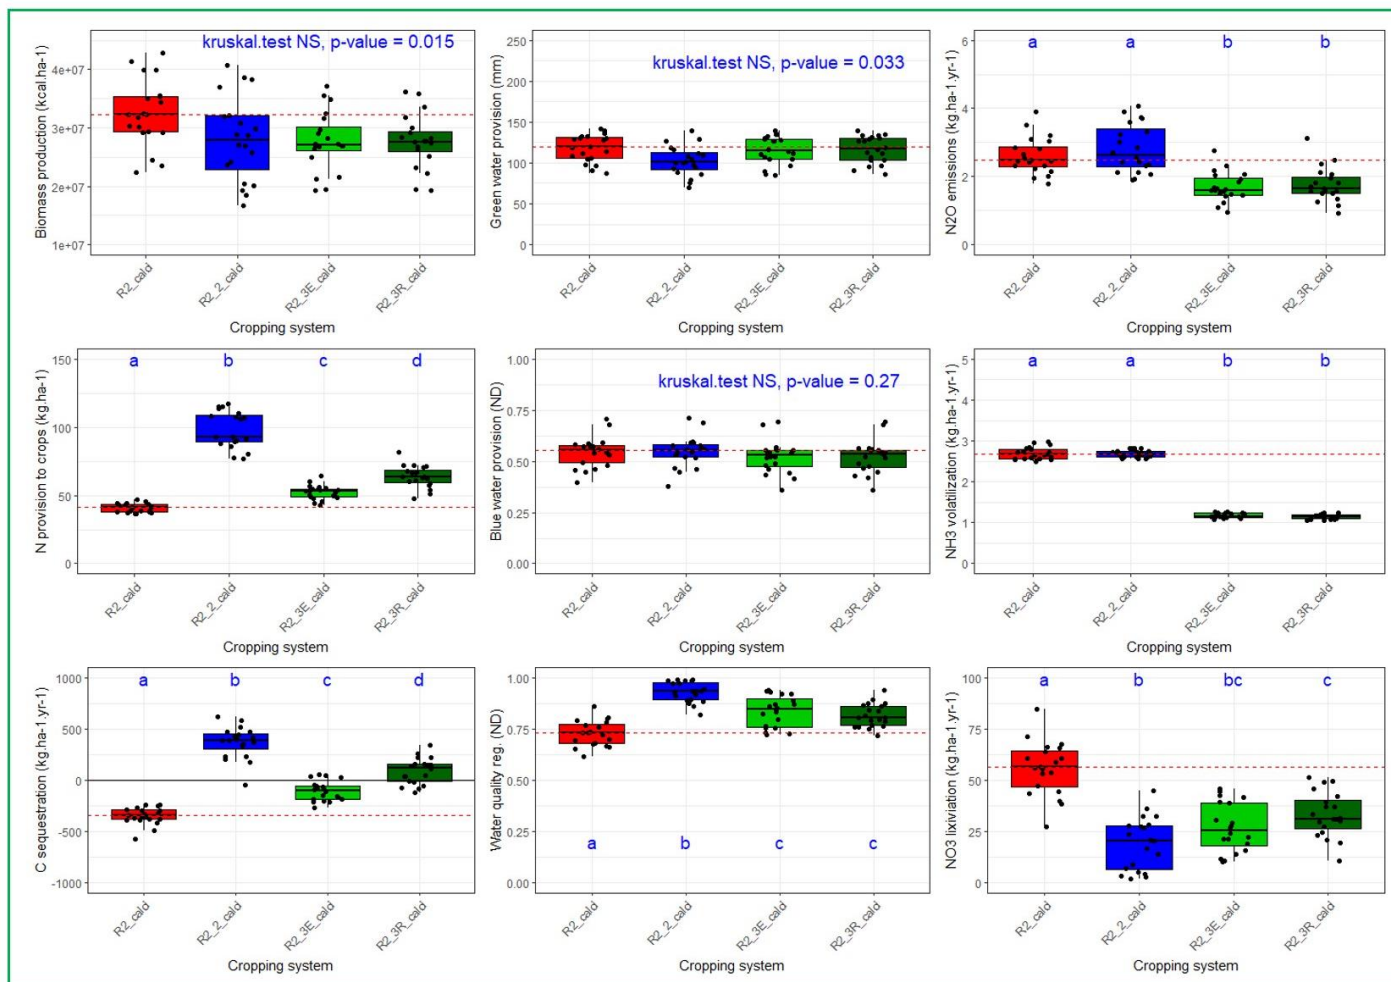 kruskal.test NS, p-value = 0.015
Biomass production (kcal.ha-1)
4e+07
3e+07
2e+07
1e+07
R2_cald
R2_2_cald
R2_3E_cald
R2_3R_cald
Cropping system
kruskal.test NS, p-value = 0.033
Green water provision (mm)
250
200
150
100
50
0
R2_cald
R2_2_cald
R2_3E_cald
R2_3R_cald
Cropping system
a a b b
N2O emissions (kg.ha-1.yr-1)
6
4
2
0
R2_cald
R2_2_cald
R2_3E_cald
R2_3R_cald
Cropping system
a b c d
N provision to crops (kg.ha-1)
150
100
50
0
R2_cald
R2_2_cald
R2_3E_cald
R2_3R_cald
Cropping system
kruskal.test NS, p-value = 0.27
Blue water provision (ND)
1.00
0.75
0.50
0.25
0.00
R2_cald
R2_2_cald
R2_3E_cald
R2_3R_cald
Cropping system
a a b b
NH3 volatilization (kg.ha-1.yr-1)
5
4
3
2
1
0
R2_cald
R2_2_cald
R2_3E_cald
R2_3R_cald
Cropping system
a b c d
C sequestration (kg.ha-1.yr-1)
1000
500
0
-500
-1000
R2_cald
R2_2_cald
R2_3E_cald
R2_3R_cald
Cropping system
Water quality reg. (ND)
1.00
0.75
0.50
0.25
0.00
a b c c
R2_cald
R2_2_cald
R2_3E_cald
R2_3R_cald
Cropping system
a b bc c
NO3 lixiviation (kg.ha-1.yr-1)
100
75
50
25
0
R2_cald
R2_2_cald
R2_3E_cald
R2_3R_cald
Cropping system